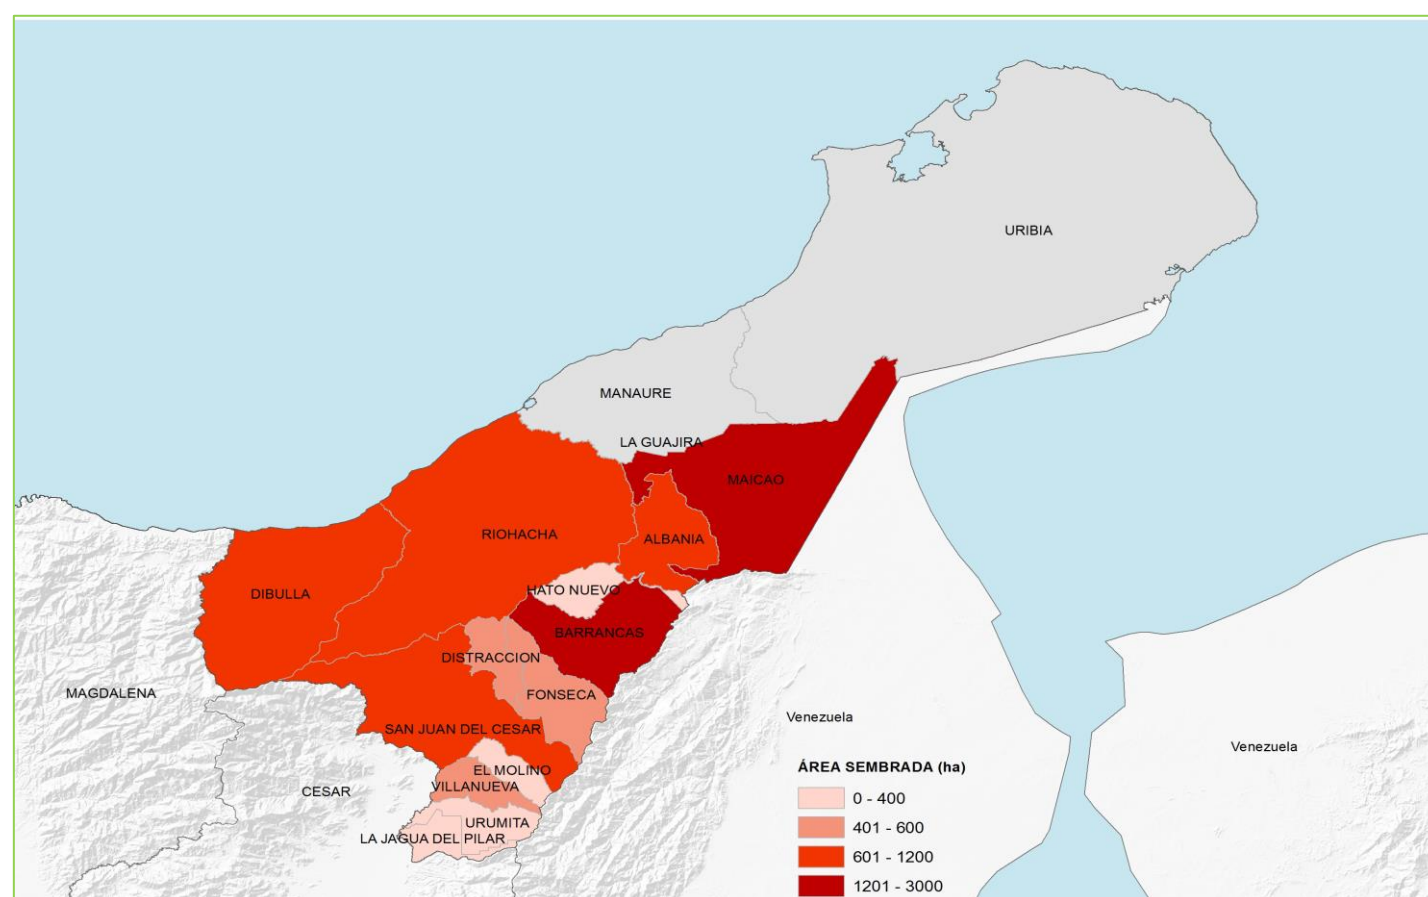 URIBIA
MANAURE
LA GUAJIRA
MAICAO
RIOHACHA
ALBANIA
HATO NUEVO
DIBULLA
BARRANCAS
DISTRACCION
MAGDALENA
FONSECA
Venezuela
SAN JUAN DEL CESAR
Venezuela
ÁREA SEMBRADA (ha)
EL MOLINO
VILLANUEVA
CESAR
0 - 400
URUMITA
401 - 600
LA JAGUA DEL PILAR
601 - 1200
1201 - 3000